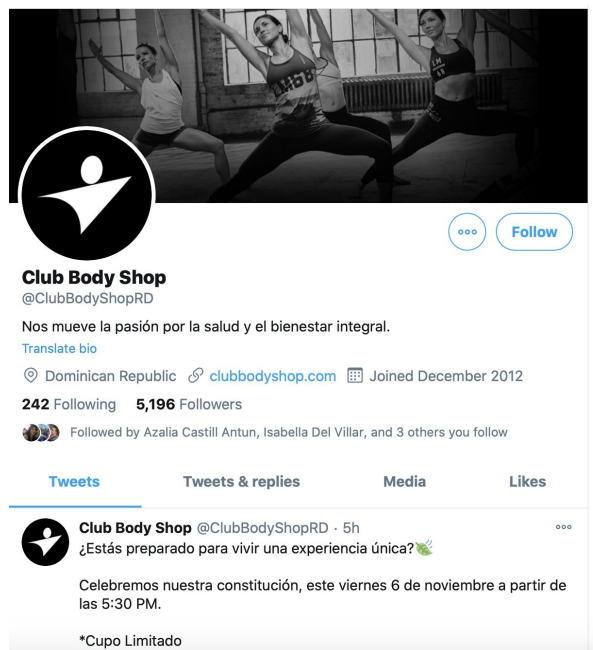 Club Body Shop
@ClubBodyShopRD
Follow
Nos mueve la pasión por la salud y el bienestar integral.
Translate bio
Dominican Republic clubbodyshop.com Joined December 2012
242 Following 5,196 Followers
Followed by Azalia Castill Antun, Isabella Del Villar, and 3 others you follow
Tweets Tweets & replies Media Likes
Club Body Shop @ClubBodyShopRD · 5h
¿Estás preparado para vivir una experiencia única?🍃
Celebremos nuestra constitución, este viernes 6 de noviembre a partir de
las 5:30 PM.
*Cupo Limitado